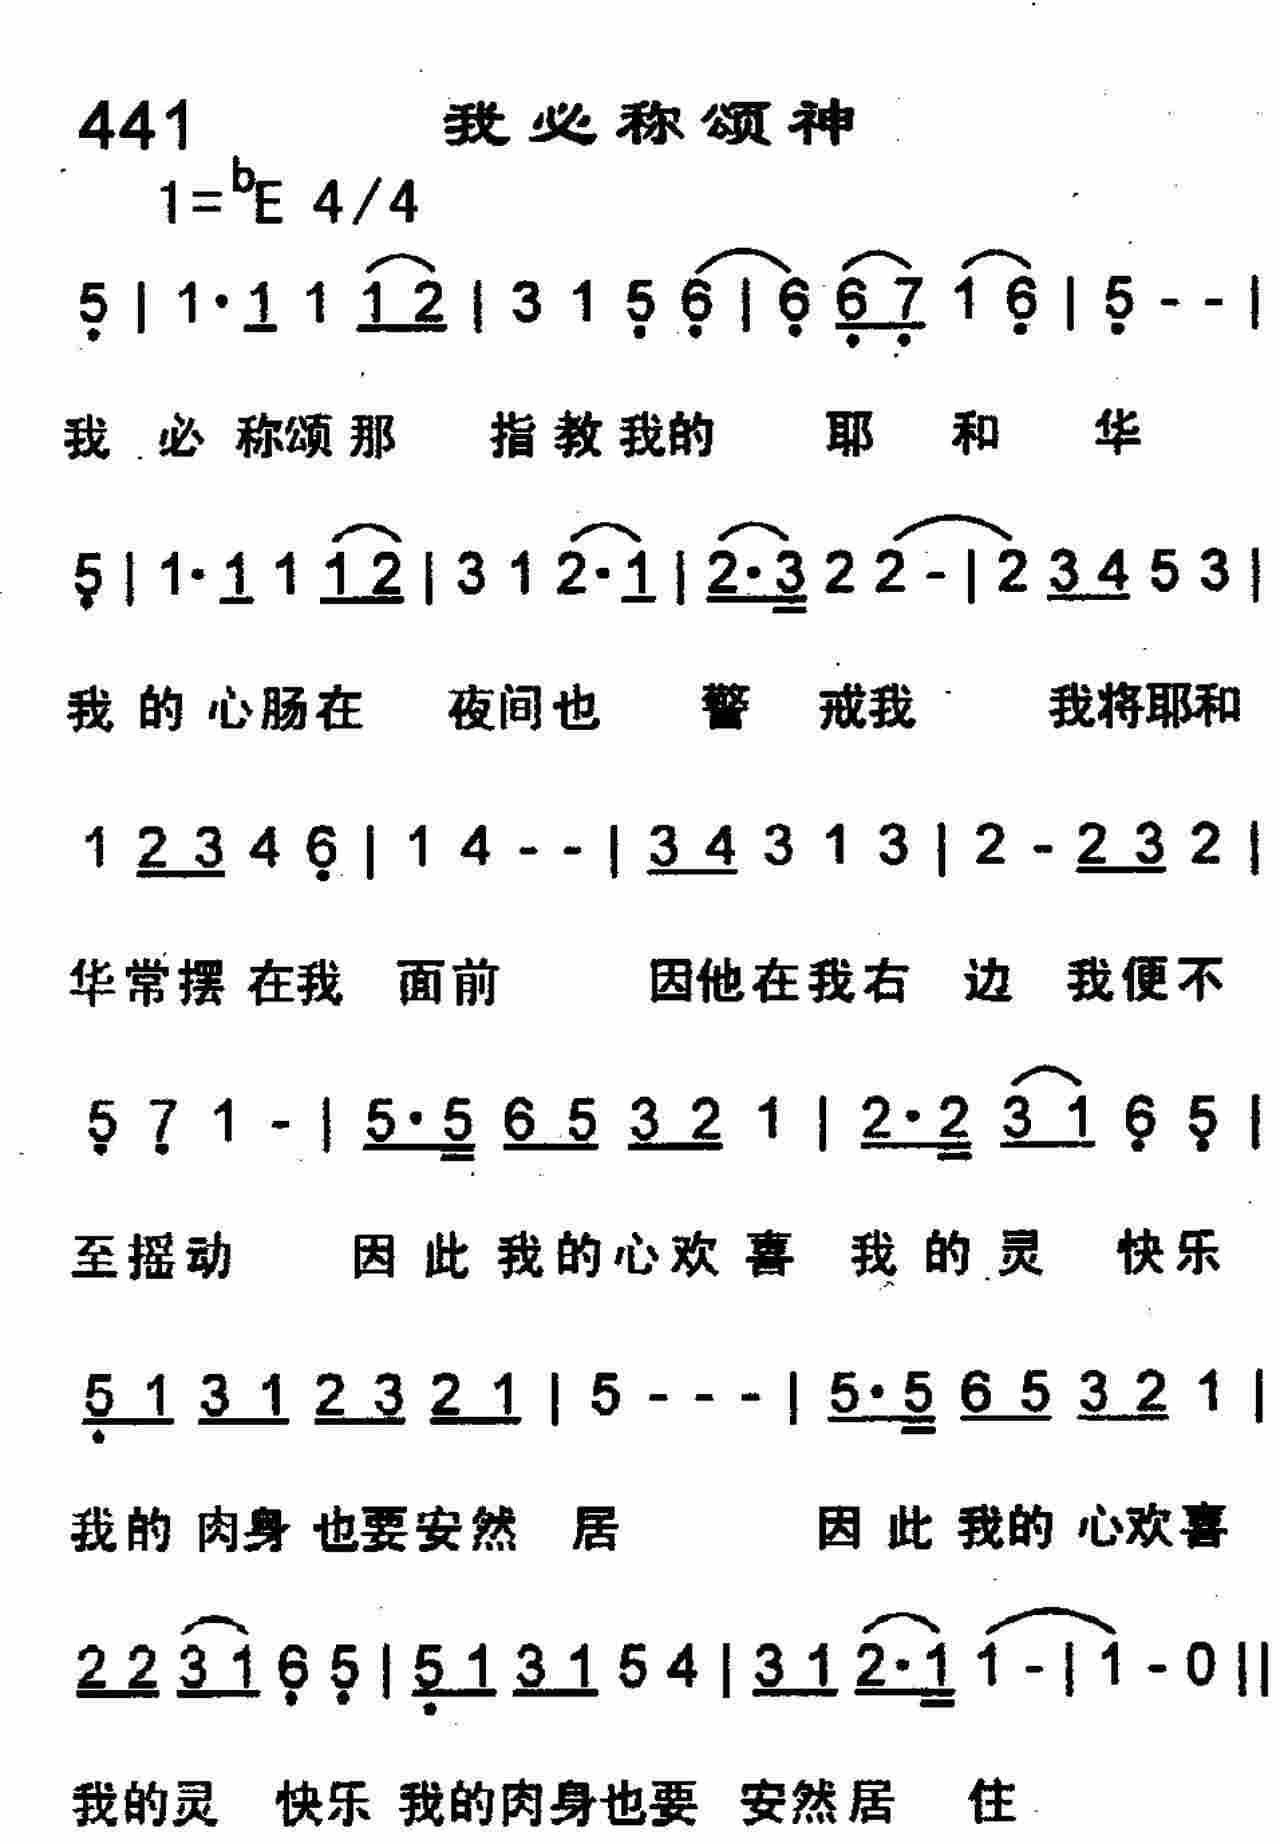 441 我必称颂神
1=bE 4/4
5 | 1· 1 1 1 2 | 3 1 5 6 | 6 6 7 1 6 | 5 - - |
我 必 称颂 那 指 教 我的 耶 和 华
5 | 1· 1 1 1 2 | 3 1 2· 1 | 2· 3 2 2 - | 2 3 4 5 3 |
我 的 心 肠 在 夜间 也 警 戒我 我将耶和
1 2 3 4 6 | 1 4 - - | 3 4 3 1 3 | 2 - 2 3 2 |
华 常 摆 在我 面前 因他在我右 边 我便不
5 7 1 - | 5· 5 6 5 3 2 1 | 2· 2 3 1 6 5 |
至摇动 因 此 我 的 心 欢 喜 我 的 灵 快乐
5 1 3 1 2 3 2 1 | 5 - - - | 5· 5 6 5 3 2 1 |
我的 肉身 也要安然 居 因 此 我的 心欢喜
2 2 3 1 6 5 | 5 1 3 1 5 4 | 3 1 2· 1 1 - | 1 - 0 ||
我的灵 快乐 我的肉身也要 安然居 住